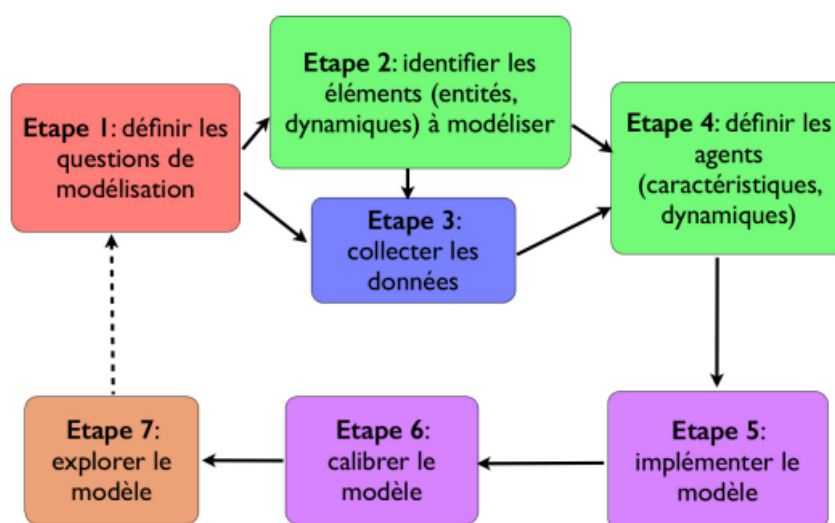 Etape 1: définir les
questions de
modélisation
Etape 2: identifier les
éléments (entités,
dynamiques) à modéliser
Etape 3:
collecter les
données
Etape 4: définir les
agents
(caractéristiques,
dynamiques)
Etape 5:
implémenter le
modèle
Etape 6:
calibrer le
modèle
Etape 7:
explorer le
modèle